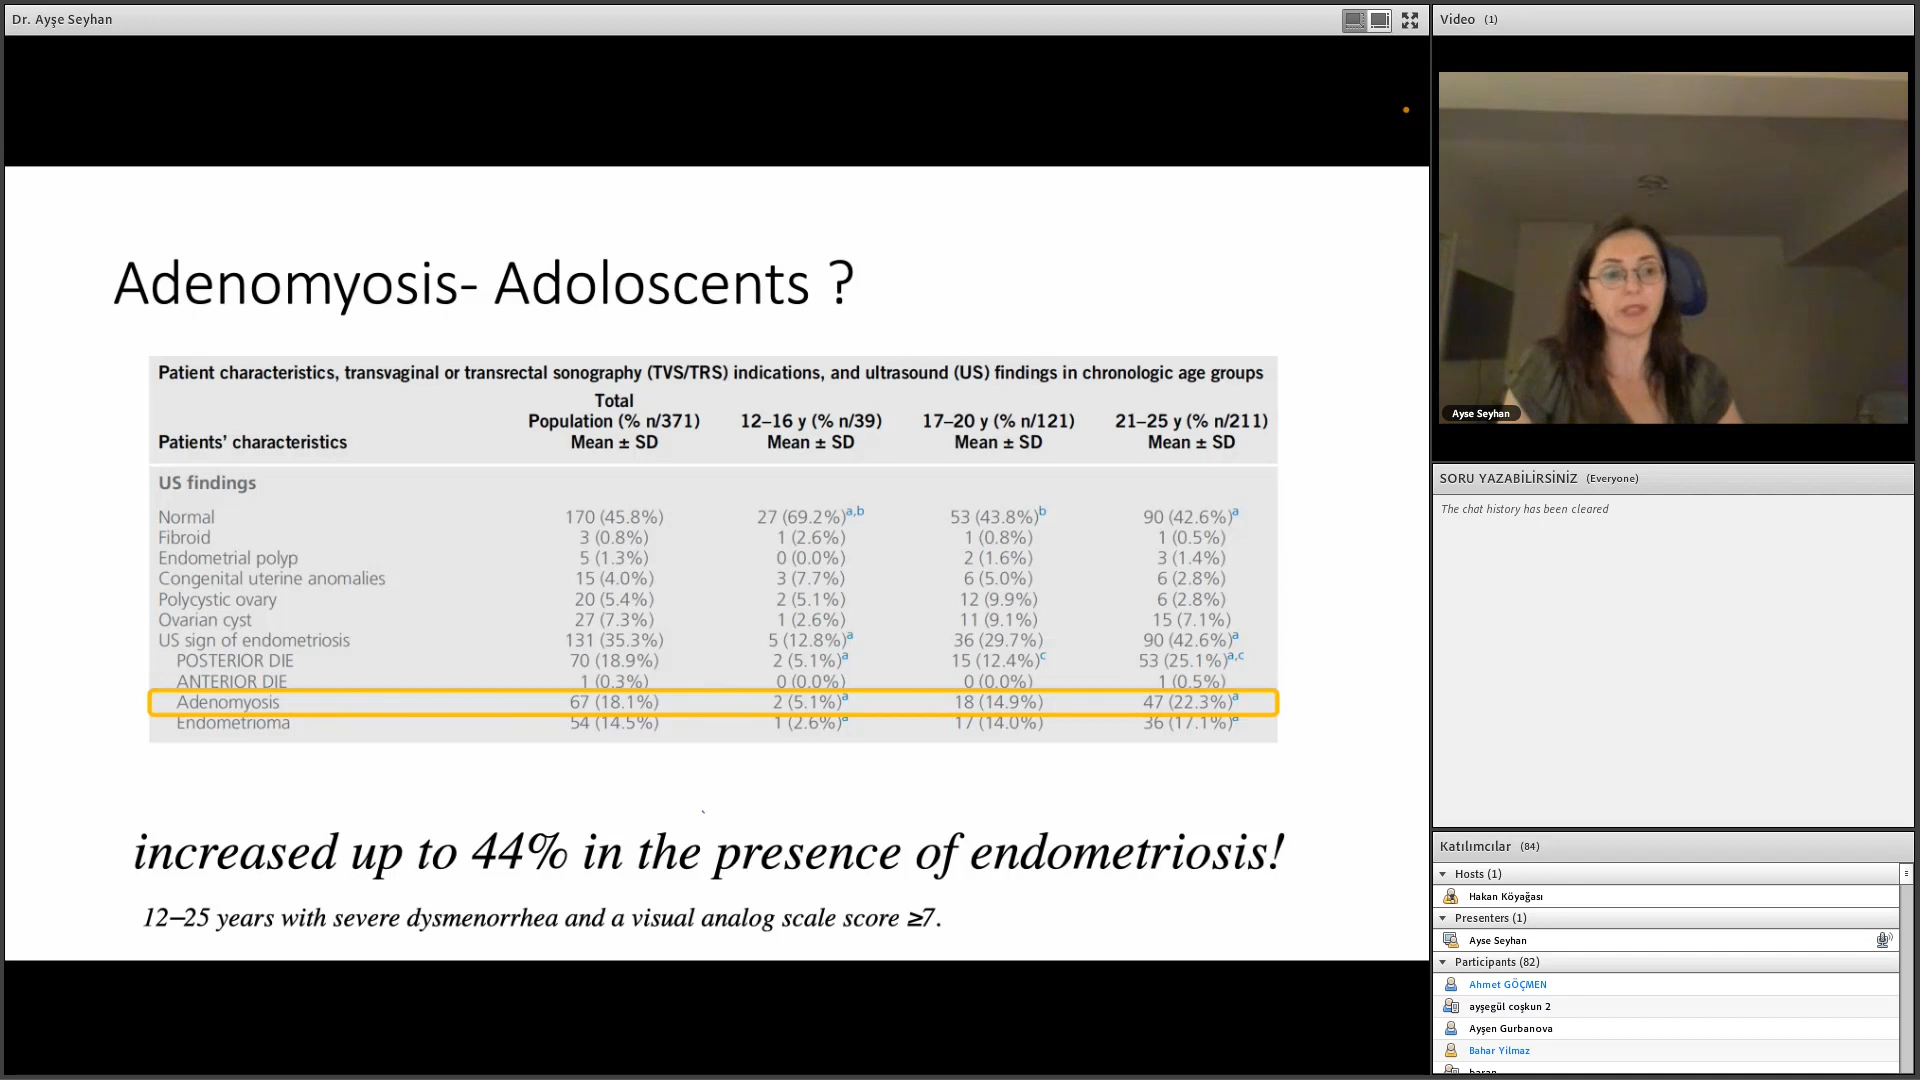 Dr. Ayşe Seyhan
Adenomyosis- Adoloscents ?
Patient characteristics, transvaginal or transrectal sonography (TVS/TRS) indications, and ultrasound (US) findings in chronologic age groups
Patients’ characteristics Total Population (% n/371) Mean ± SD 12–16 y (% n/39) Mean ± SD 17–20 y (% n/121) Mean ± SD 21–25 y (% n/211) Mean ± SD
US findings
Normal 170 (45.8%) 27 (69.2%)a,b 53 (43.8%)b 90 (42.6%)a
Fibroid 3 (0.8%) 1 (2.6%) 1 (0.8%) 1 (0.5%)
Endometrial polyp 5 (1.3%) 0 (0.0%) 2 (1.6%) 3 (1.4%)
Congenital uterine anomalies 15 (4.0%) 3 (7.7%) 6 (5.0%) 6 (2.8%)
Polycystic ovary 20 (5.4%) 2 (5.1%) 12 (9.9%) 6 (2.8%)
Ovarian cyst 27 (7.3%) 1 (2.6%) 11 (9.1%) 15 (7.1%)
US sign of endometriosis 131 (35.3%) 5 (12.8%)a 36 (29.7%) 90 (42.6%)a
POSTERIOR DIE 70 (18.9%) 2 (5.1%)a 15 (12.4%)c 53 (25.1%)a,c
ANTERIOR DIE 1 (0.3%) 0 (0.0%) 0 (0.0%) 1 (0.5%)
Adenomyosis 67 (18.1%) 2 (5.1%)a 18 (14.9%) 47 (22.3%)a
Endometrioma 54 (14.5%) 1 (2.6%)a 17 (14.0%) 36 (17.1%)a
increased up to 44% in the presence of endometriosis!
12–25 years with severe dysmenorrhea and a visual analog scale score ≥7.
Video (1)
Ayse Seyhan
SORU YAZABİLİRSİNİZ (Everyone)
The chat history has been cleared
Katılımcılar (84)
Hosts (1)
Hakan Köyağası
Presenters (1)
Ayse Seyhan
Participants (82)
Ahmet GÖÇMEN
ayşegül coşkun 2
Ayşen Gurbanova
Bahar Yilmaz